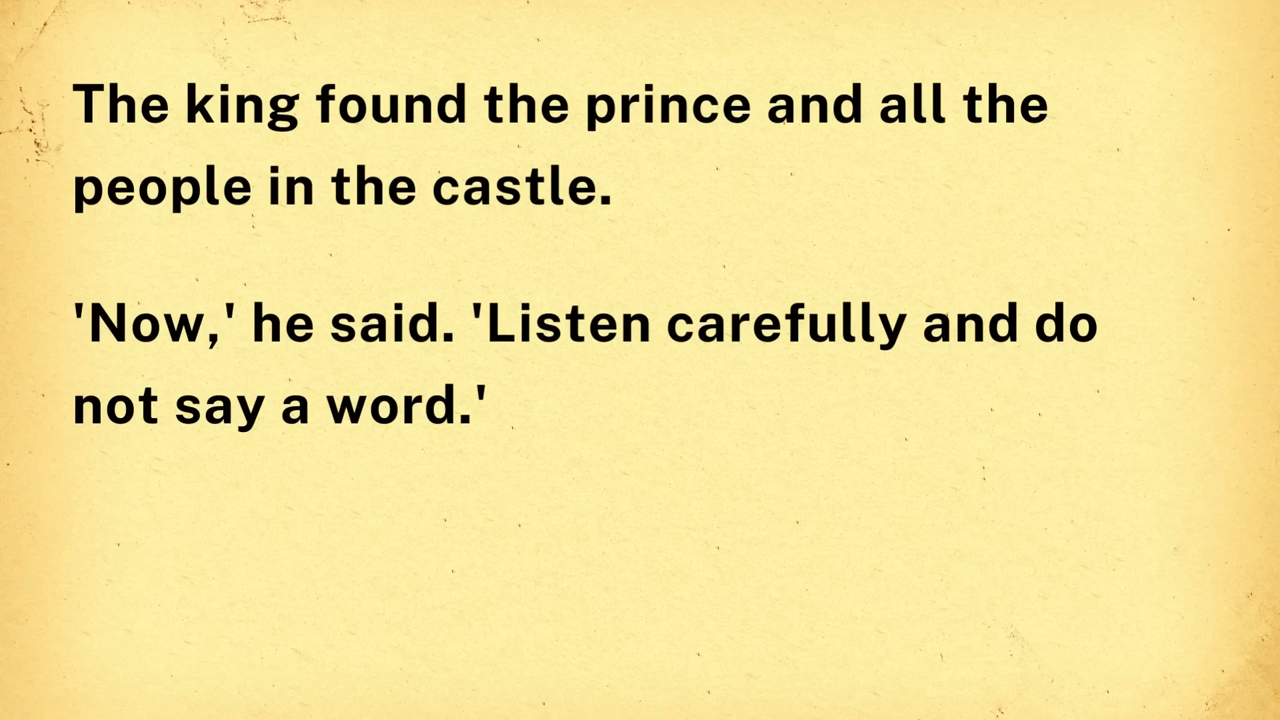 The king found the prince and all the
people in the castle.
'Now,' he said. 'Listen carefully and do
not say a word.'